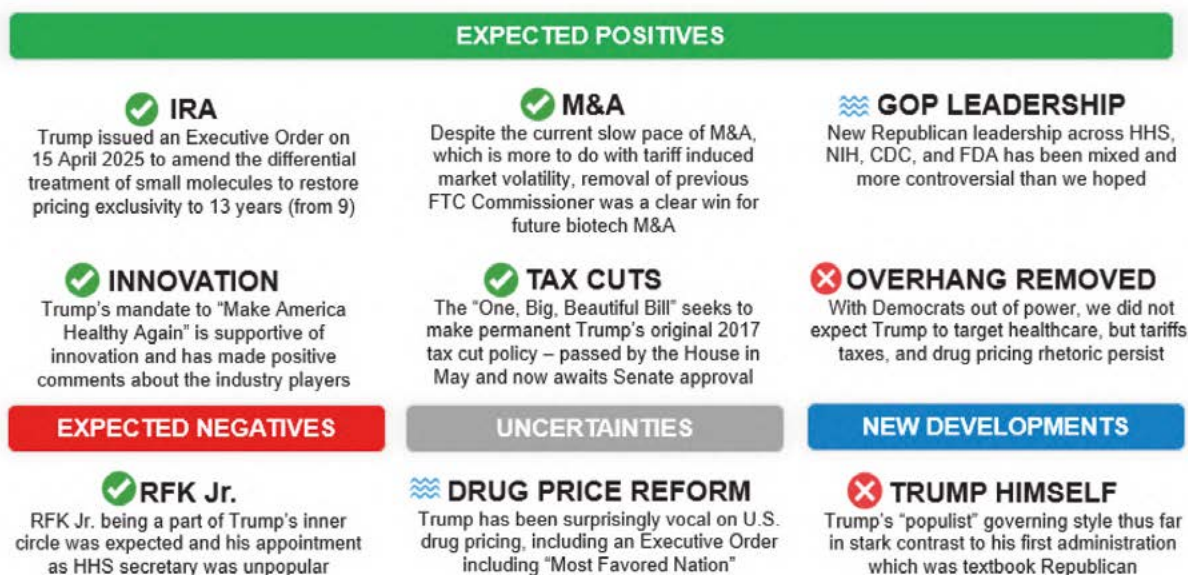 EXPECTED POSITIVES
IRA
Trump issued an Executive Order on
15 April 2025 to amend the differential
treatment of small molecules to restore
pricing exclusivity to 13 years (from 9)
M&A
Despite the current slow pace of M&A,
which is more to do with tariff induced
market volatility, removal of previous
FTC Commissioner was a clear win for
future biotech M&A
GOP LEADERSHIP
New Republican leadership across HHS,
NIH, CDC, and FDA has been mixed and
more controversial than we hoped
INNOVATION
Trump's mandate to "Make America
Healthy Again" is supportive of
innovation and has made positive
comments about the industry players
TAX CUTS
The "One, Big, Beautiful Bill" seeks to
make permanent Trump's original 2017
tax cut policy – passed by the House in
May and now awaits Senate approval
OVERHANG REMOVED
With Democrats out of power, we did not
expect Trump to target healthcare, but tariffs
taxes, and drug pricing rhetoric persist
EXPECTED NEGATIVES
RFK Jr.
RFK Jr. being a part of Trump's inner
circle was expected and his appointment
as HHS secretary was unpopular
UNCERTAINTIES
DRUG PRICE REFORM
Trump has been surprisingly vocal on U.S.
drug pricing, including an Executive Order
including "Most Favored Nation"
NEW DEVELOPMENTS
TRUMP HIMSELF
Trump's "populist" governing style thus far
in stark contrast to his first administration
which was textbook Republican